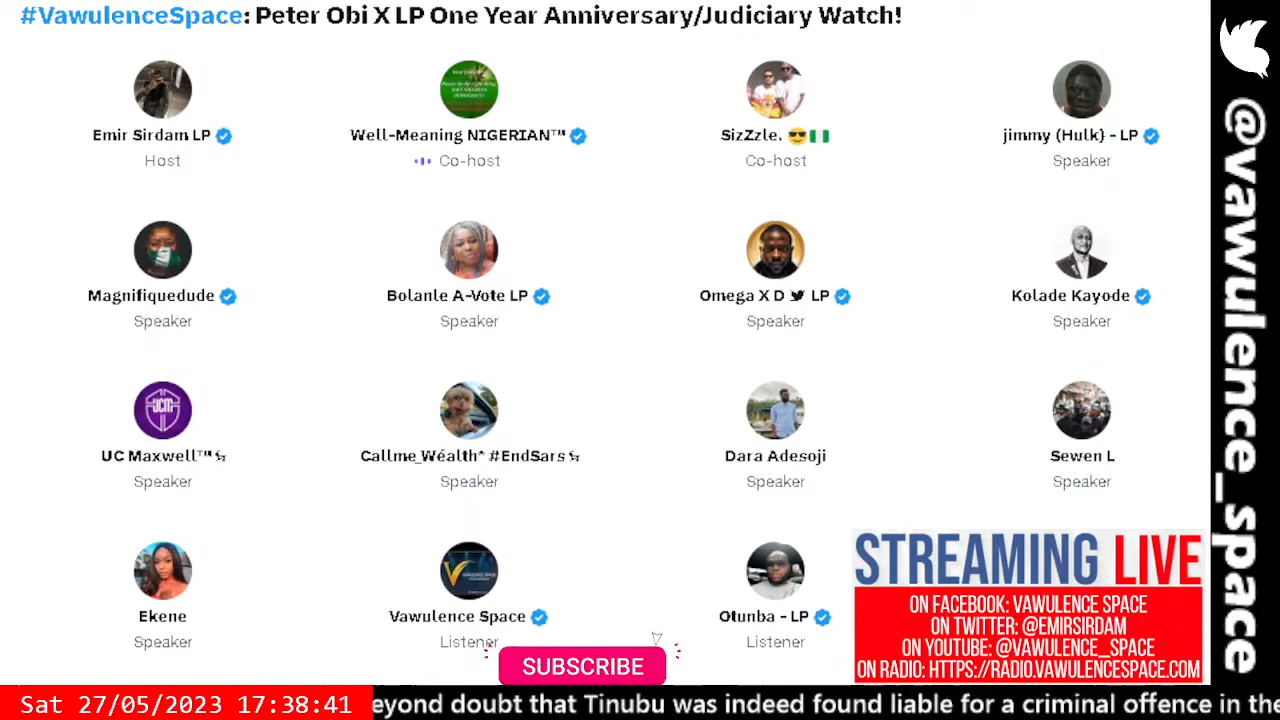 #VawulenceSpace: Peter Obi X LP One Year Anniversary/Judiciary Watch!
Emir Sirdam LP
Host
Well-Meaning NIGERIAN™
Co-host
SizZzle. 😎🇳🇬
Co-host
jimmy (Hulk) - LP
Speaker
Magnifiquedude
Speaker
Bolanle A-Vote LP
Speaker
Omega X D LP
Speaker
Kolade Kayode
Speaker
UCM
UC Maxwell™
Speaker
Callme_Wéalth* #EndSars
Speaker
Dara Adesoji
Speaker
Sewen L
Speaker
Ekene
Speaker
Vawulence Space
Listener
Otunba - LP
Listener
SUBSCRIBE
STREAMING LIVE
ON FACEBOOK: VAWULENCE SPACE
ON TWITTER: @EMIRSIRDAM
ON YOUTUBE: @VAWULENCE_SPACE
ON RADIO: HTTPS://RADIO.VAWULENCESPACE.COM
@vawulence_space
Sat 27/05/2023 17:38:41
eyond doubt that Tinubu was indeed found liable for a criminal offence in the